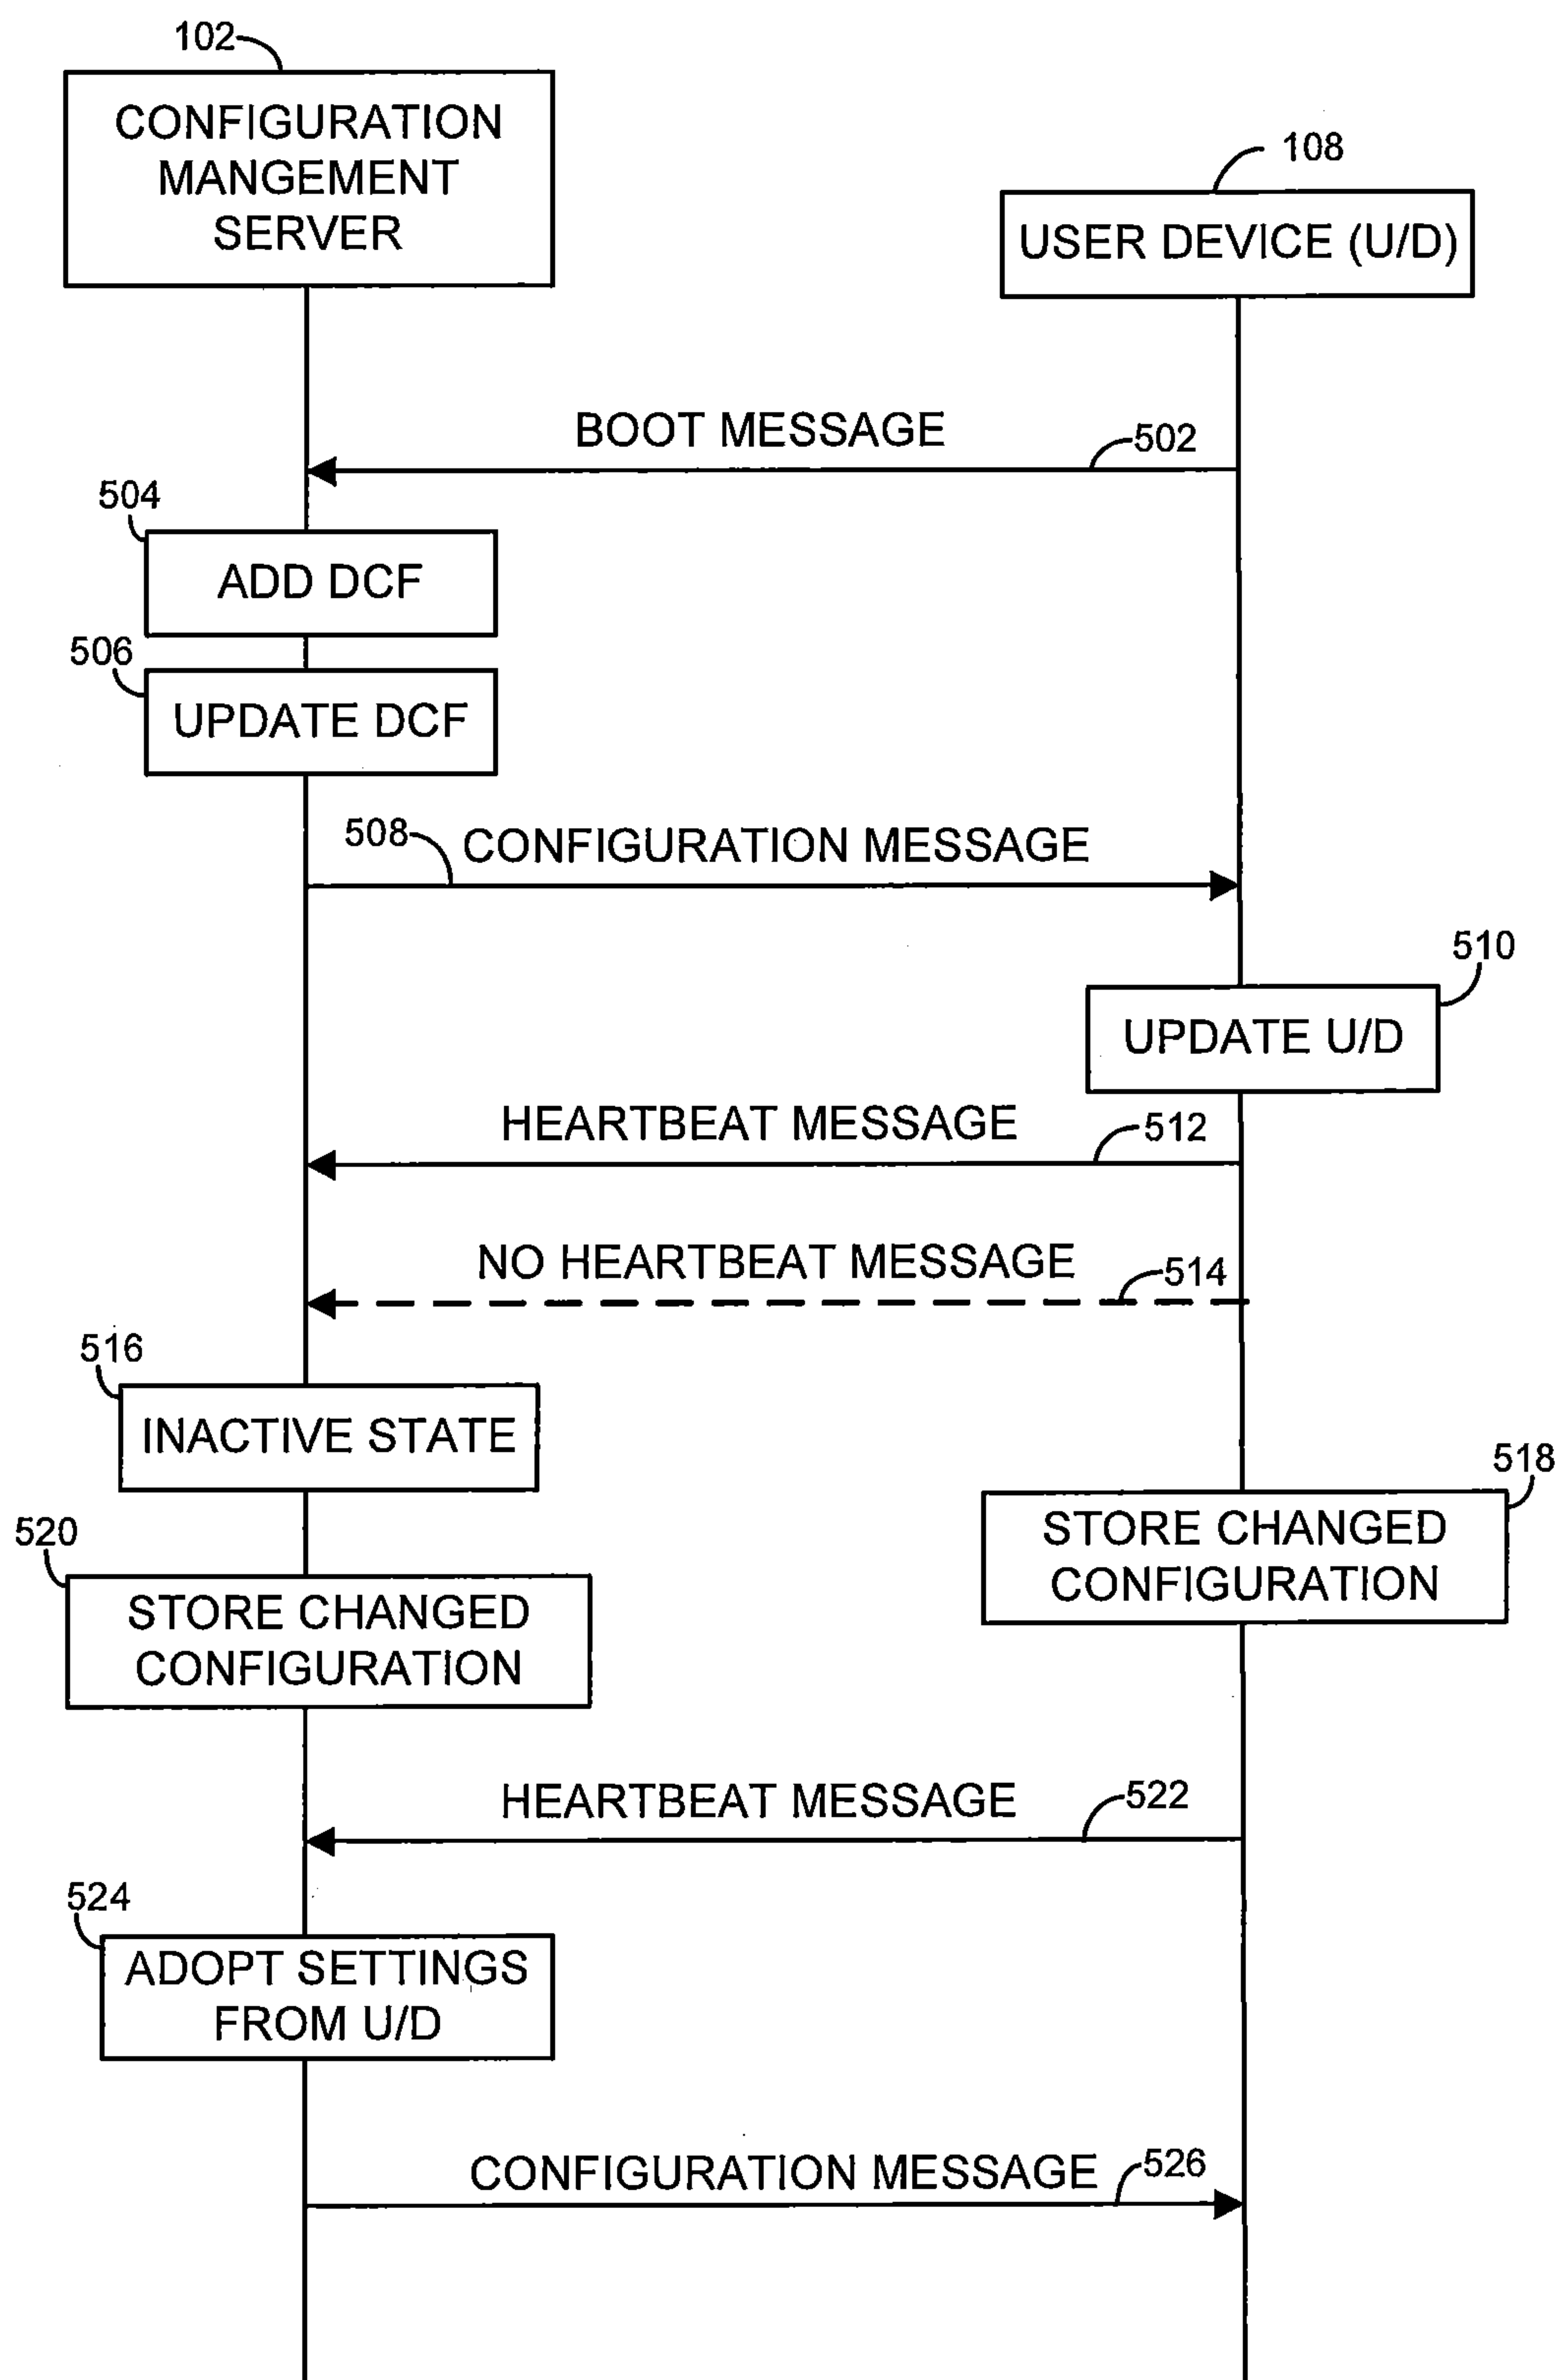 102
CONFIGURATION
MANGEMENT
SERVER
108
USER DEVICE (U/D)
BOOT MESSAGE
502
504
ADD DCF
506
UPDATE DCF
508
CONFIGURATION MESSAGE
510
UPDATE U/D
HEARTBEAT MESSAGE
512
NO HEARTBEAT MESSAGE
514
516
INACTIVE STATE
518
STORE CHANGED
CONFIGURATION
520
STORE CHANGED
CONFIGURATION
HEARTBEAT MESSAGE
522
524
ADOPT SETTINGS
FROM U/D
CONFIGURATION MESSAGE
526